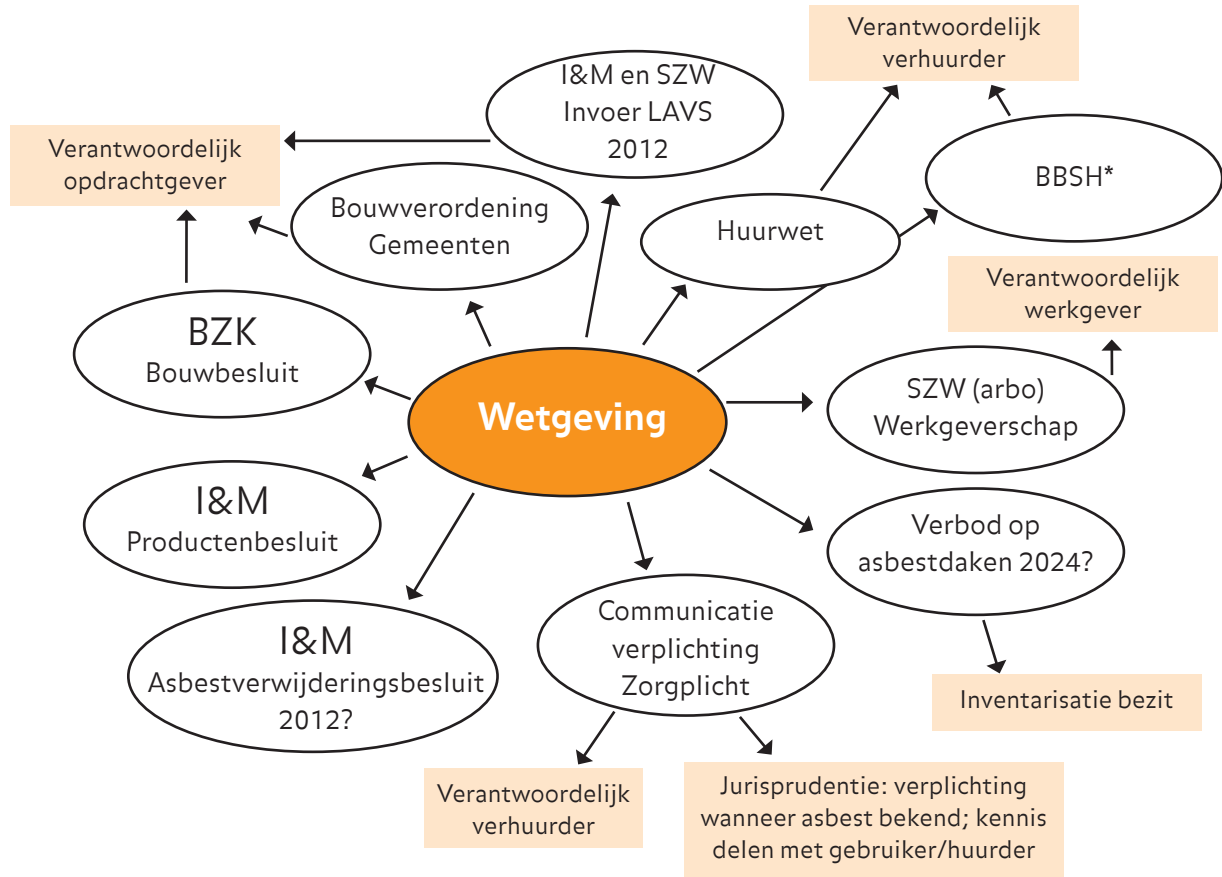 Verantwoordelijk
verhuurder
I&M en SZW
Invoer LAVS
2012
Verantwoordelijk
opdrachtgever
BBSH*
Bouwverordening
Gemeenten
Huurwet
Verantwoordelijk
werkgever
BZK
Bouwbesluit
Wetgeving
SZW (arbo)
Werkgeverschap
I&M
Productenbesluit
Verbod op
asbestdaken 2024?
I&M
Asbestverwijderingsbesluit
2012?
Communicatie
verplichting
Zorgplicht
Inventarisatie bezit
Verantwoordelijk
verhuurder
Jurisprudentie: verplichting
wanneer asbest bekend; kennis
delen met gebruiker/huurder